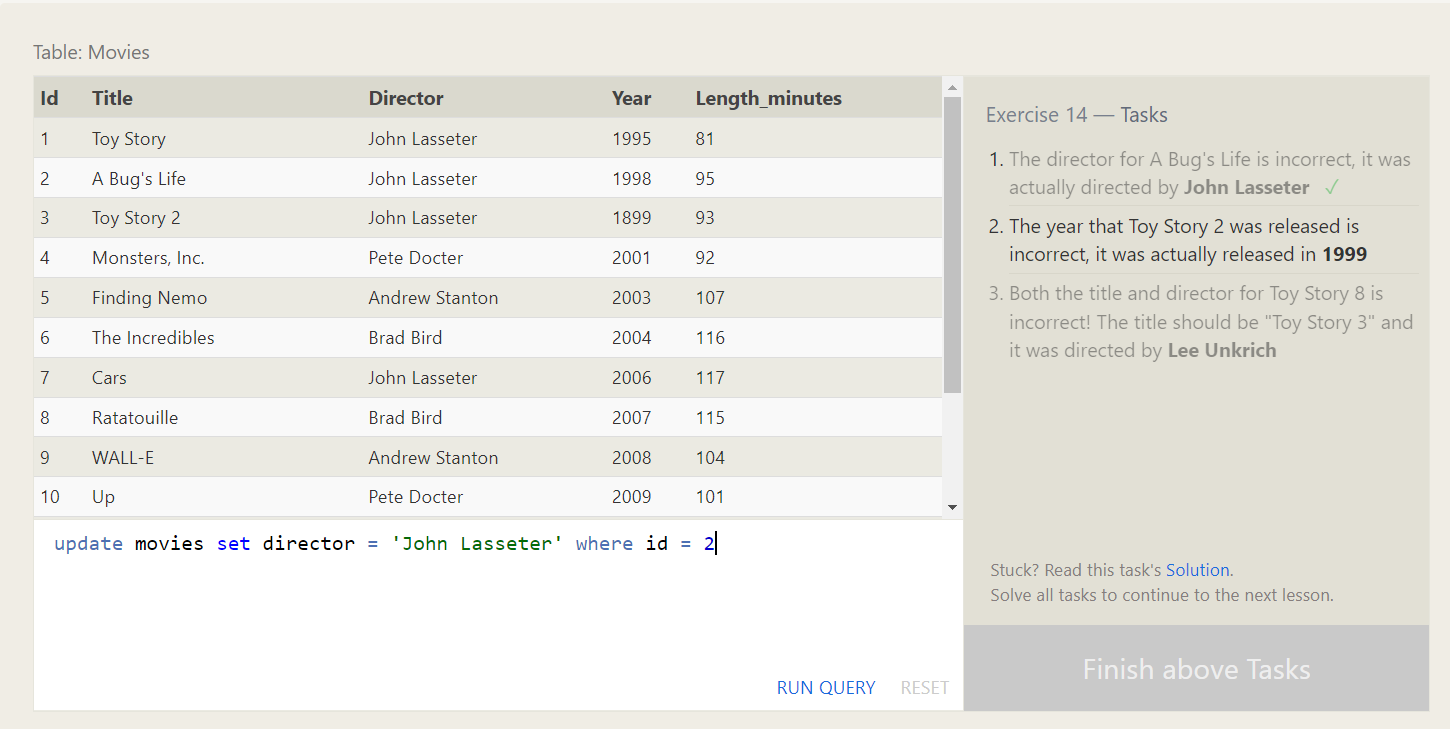 Table: Movies
Id Title Director Year Length_minutes
1 Toy Story John Lasseter 1995 81
2 A Bug's Life John Lasseter 1998 95
3 Toy Story 2 John Lasseter 1899 93
4 Monsters, Inc. Pete Docter 2001 92
5 Finding Nemo Andrew Stanton 2003 107
6 The Incredibles Brad Bird 2004 116
7 Cars John Lasseter 2006 117
8 Ratatouille Brad Bird 2007 115
9 WALL-E Andrew Stanton 2008 104
10 Up Pete Docter 2009 101
update movies set director = 'John Lasseter' where id = 2
RUN QUERY RESET
Exercise 14 — Tasks
1. The director for A Bug's Life is incorrect, it was
actually directed by John Lasseter ✓
2. The year that Toy Story 2 was released is
incorrect, it was actually released in 1999
3. Both the title and director for Toy Story 8 is
incorrect! The title should be "Toy Story 3" and
it was directed by Lee Unkrich
Stuck? Read this task's Solution.
Solve all tasks to continue to the next lesson.
Finish above Tasks